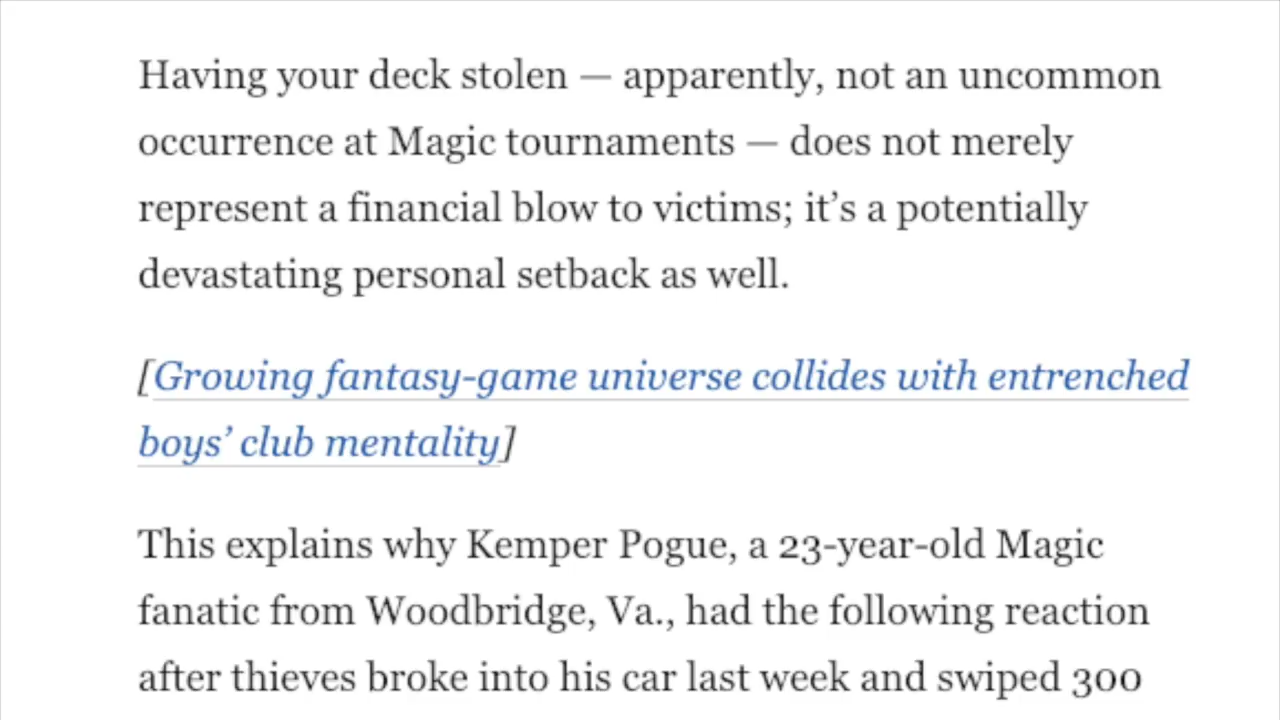 Having your deck stolen — apparently, not an uncommon
occurrence at Magic tournaments — does not merely
represent a financial blow to victims; it’s a potentially
devastating personal setback as well.
[Growing fantasy-game universe collides with entrenched
boys’ club mentality]
This explains why Kemper Pogue, a 23-year-old Magic
fanatic from Woodbridge, Va., had the following reaction
after thieves broke into his car last week and swiped 300